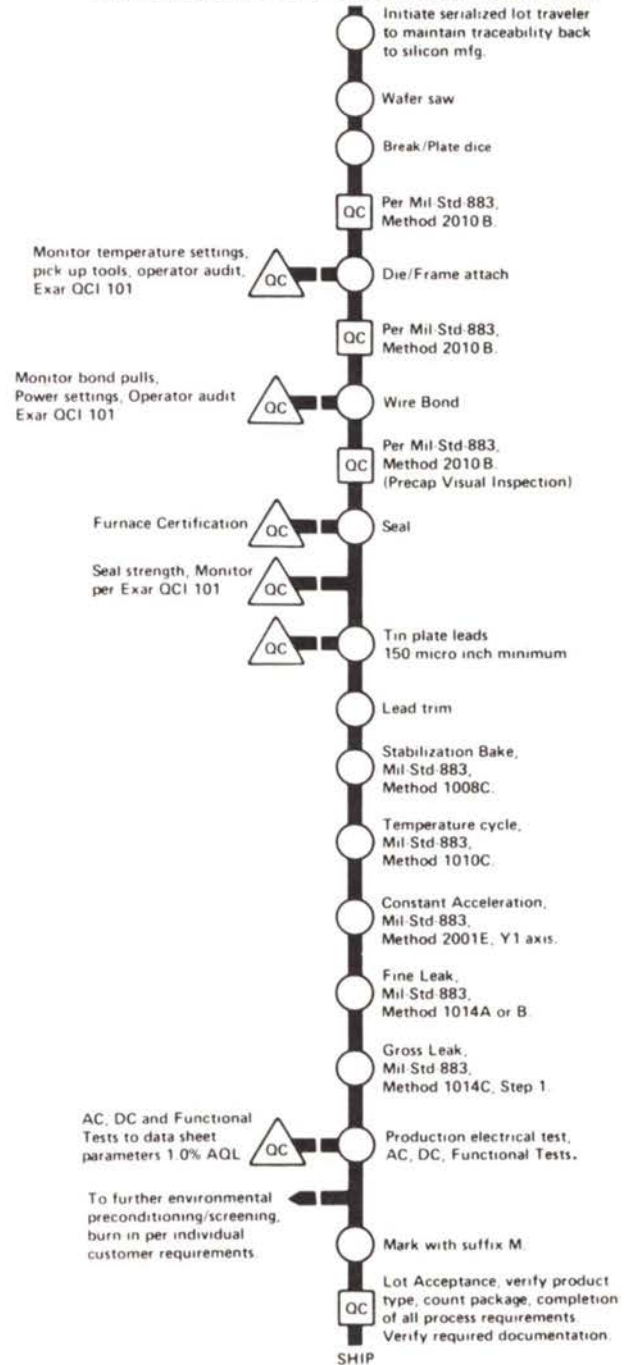 Initiate serialized lot traveler
to maintain traceability back
to silicon mfg.
Wafer saw
Break/Plate dice
QC
Per Mil-Std-883,
Method 2010 B.
Monitor temperature settings,
pick up tools, operator audit,
Exar QCI 101
QC
Die/Frame attach
QC
Per Mil-Std-883,
Method 2010 B.
Monitor bond pulls,
Power settings, Operator audit
Exar QCI 101
QC
Wire Bond
QC
Per Mil-Std-883,
Method 2010 B.
(Precap Visual Inspection)
Furnace Certification
QC
Seal
Seal strength, Monitor
per Exar QCI 101
QC
QC
Tin plate leads
150 micro inch minimum
Lead trim
Stabilization Bake,
Mil-Std-883,
Method 1008C.
Temperature cycle,
Mil-Std-883,
Method 1010C.
Constant Acceleration,
Mil-Std-883,
Method 2001E, Y1 axis.
Fine Leak,
Mil-Std-883,
Method 1014A or B.
Gross Leak,
Mil-Std-883,
Method 1014C, Step 1.
AC, DC and Functional
Tests to data sheet
parameters 1.0% AQL
QC
Production electrical test,
AC, DC, Functional Tests.
To further environmental
preconditioning/screening,
burn in per individual
customer requirements.
Mark with suffix M.
QC
Lot Acceptance, verify product
type, count package, completion
of all process requirements.
Verify required documentation.
SHIP